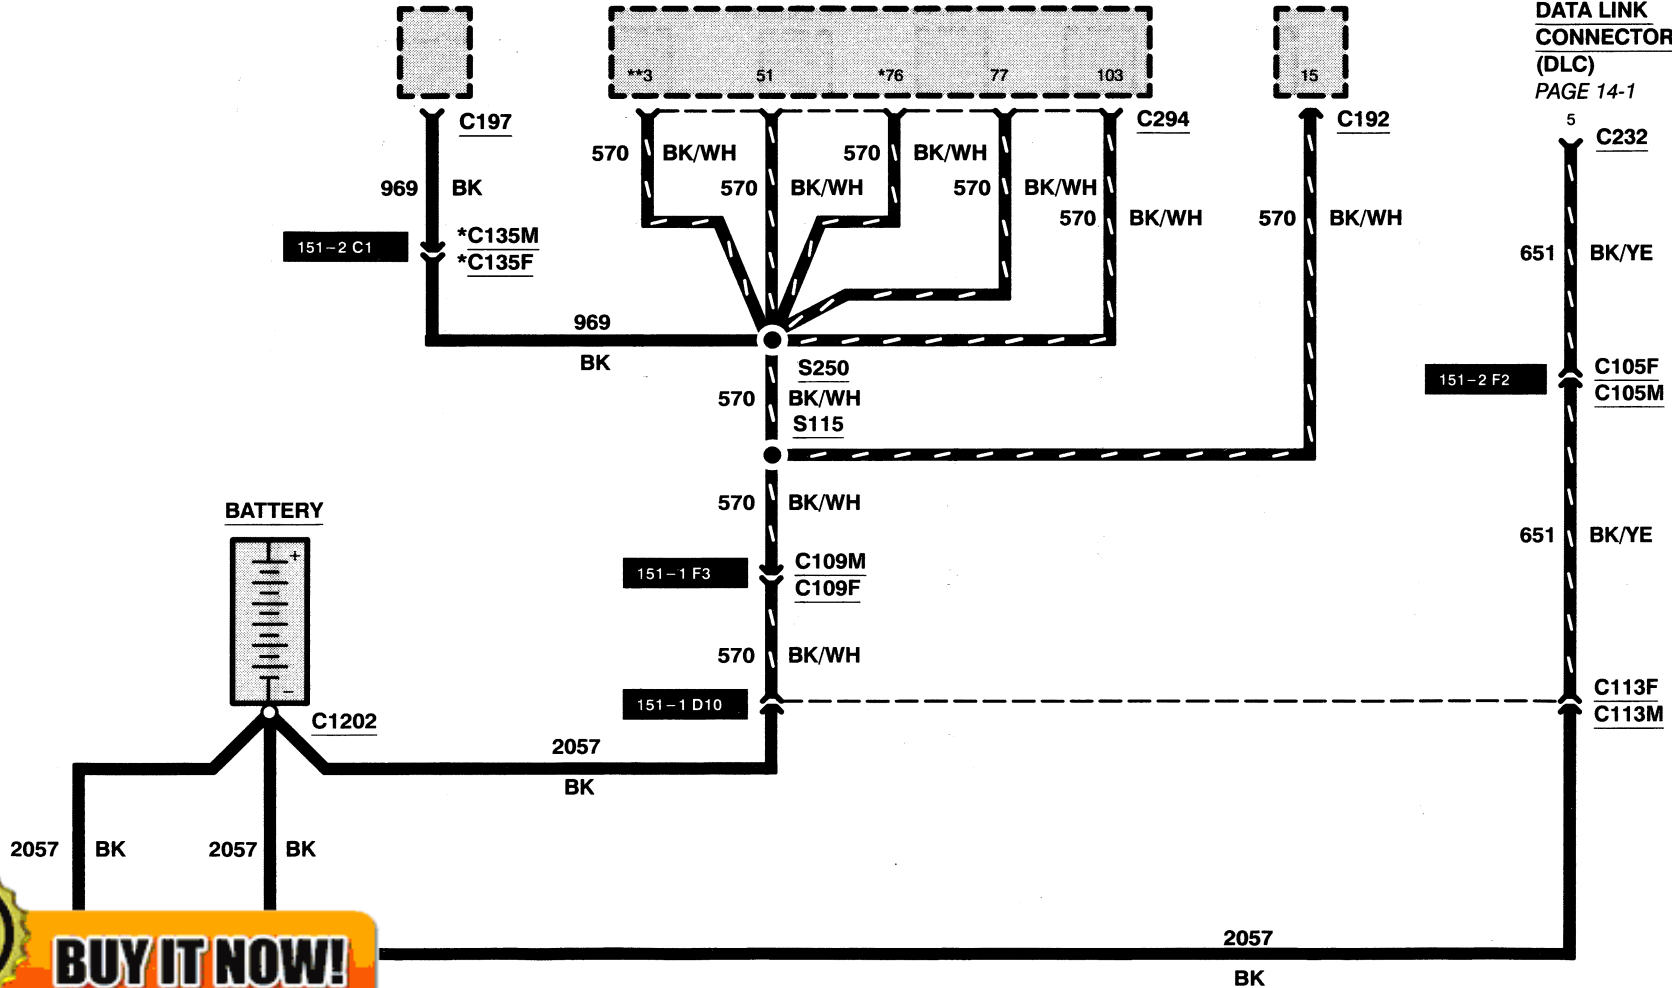 DATA LINK
CONNECTOR
(DLC)
PAGE 14-1
**3 51 *76 77 103 15
5
C197 C294 C192 C232
570 BK/WH 570 BK/WH
969 BK 570 BK/WH 570 BK/WH
570 BK/WH 570 BK/WH
151-2 C1 *C135M
*C135F
651 BK/YE
969
BK
S250
151-2 F2 C105F
C105M
570 BK/WH
S115
570 BK/WH
BATTERY
651 BK/YE
+
−
151-1 F3 C109M
C109F
570 BK/WH
151-1 D10
C113F
C113M
C1202
2057
BK
2057 BK 2057 BK
2057
BK
BUY IT NOW!